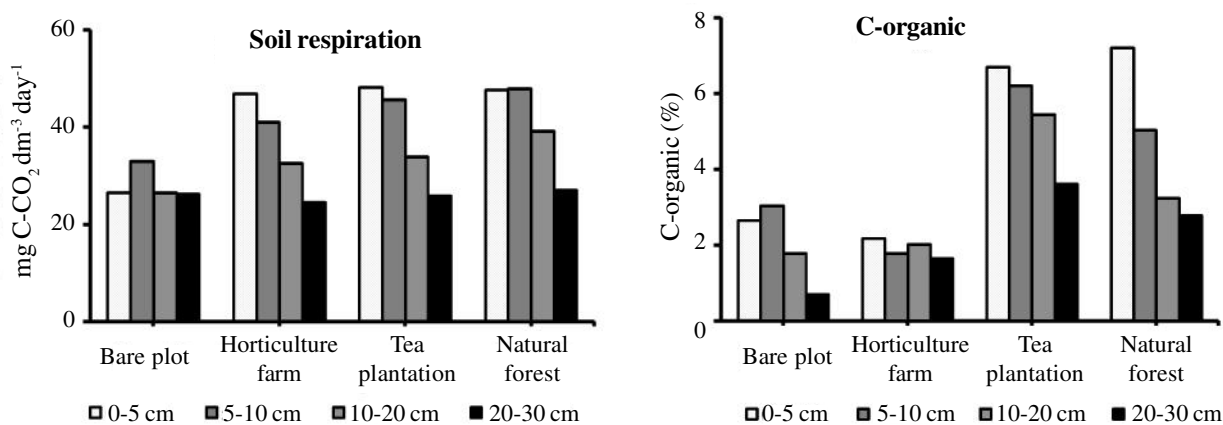 Soil respiration
mg C-CO₂ dm⁻³ day⁻¹
60
40
20
0
Bare plot
Horticulture
farm
Tea
plantation
Natural
forest
0-5 cm 5-10 cm 10-20 cm 20-30 cm
C-organic
C-organic (%)
8
6
4
2
0
Bare plot
Horticulture
farm
Tea
plantation
Natural
forest
0-5 cm 5-10 cm 10-20 cm 20-30 cm